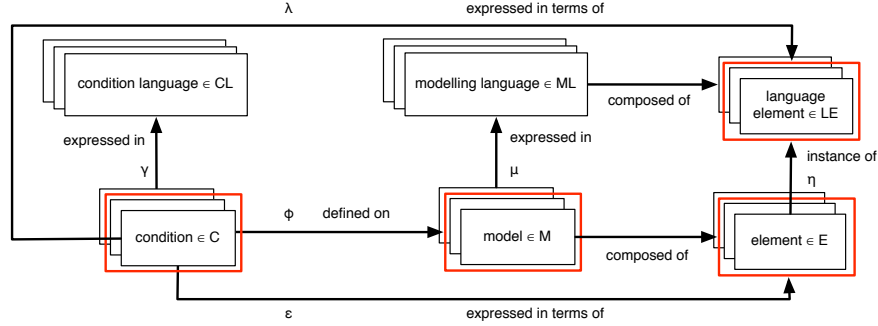 λ expressed in terms of
condition language ∈ CL
modelling language ∈ ML
language
element ∈ LE
composed of
expressed in
expressed in
instance of
γ
μ
η
ϕ defined on
condition ∈ C
model ∈ M
element ∈ E
composed of
ε expressed in terms of